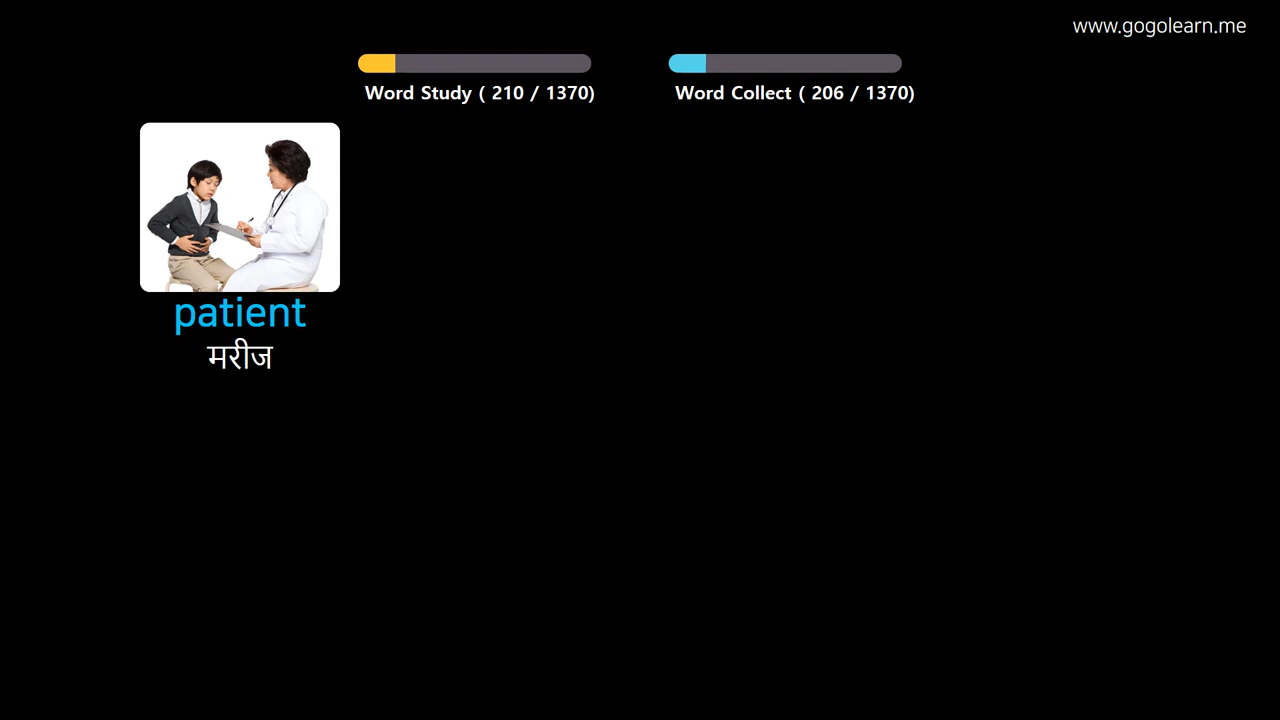 www.gogolearn.me
Word Study ( 210 / 1370)
Word Collect ( 206 / 1370)
patient
मरीज